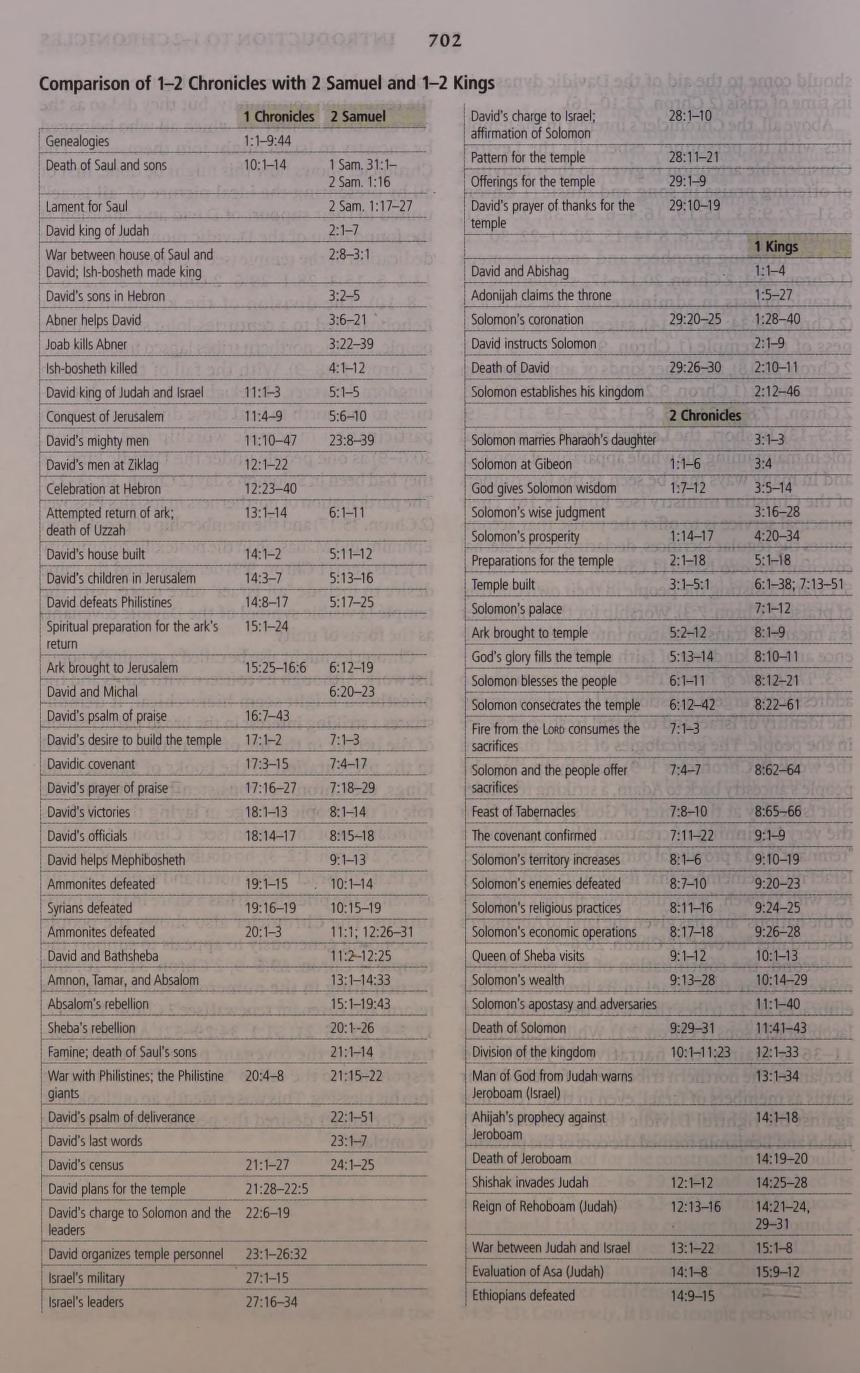 702
Comparison of 1–2 Chronicles with 2 Samuel and 1–2 Kings
1 Chronicles 2 Samuel
Genealogies 1:1–9:44
Death of Saul and sons 10:1–14 1 Sam. 31:1–
2 Sam. 1:16
Lament for Saul 2 Sam. 1:17–27
David king of Judah 2:1–7
War between house of Saul and 2:8–3:1
David; Ish-bosheth made king
David's sons in Hebron 3:2–5
Abner helps David 3:6–21
Joab kills Abner 3:22–39
Ish-bosheth killed 4:1–12
David king of Judah and Israel 11:1–3 5:1–5
Conquest of Jerusalem 11:4–9 5:6–10
David's mighty men 11:10–47 23:8–39
David's men at Ziklag 12:1–22
Celebration at Hebron 12:23–40
Attempted return of ark; 13:1–14 6:1–11
death of Uzzah
David's house built 14:1–2 5:11–12
David's children in Jerusalem 14:3–7 5:13–16
David defeats Philistines 14:8–17 5:17–25
Spiritual preparation for the ark's 15:1–24
return
Ark brought to Jerusalem 15:25–16:6 6:12–19
David and Michal 6:20–23
David's psalm of praise 16:7–43
David's desire to build the temple 17:1–2 7:1–3
Davidic covenant 17:3–15 7:4–17
David's prayer of praise 17:16–27 7:18–29
David's victories 18:1–13 8:1–14
David's officials 18:14–17 8:15–18
David helps Mephibosheth 9:1–13
Ammonites defeated 19:1–15 10:1–14
Syrians defeated 19:16–19 10:15–19
Ammonites defeated 20:1–3 11:1; 12:26–31
David and Bathsheba 11:2–12:25
Amnon, Tamar, and Absalom 13:1–14:33
Absalom's rebellion 15:1–19:43
Sheba's rebellion 20:1-26
Famine; death of Saul's sons 21:1–14
War with Philistines; the Philistine 20:4–8 21:15–22
giants
David's psalm of deliverance 22:1–51
David's last words 23:1–7
David's census 21:1–27 24:1–25
David plans for the temple 21:28–22:5
David's charge to Solomon and the 22:6–19
leaders
David organizes temple personnel 23:1–26:32
Israel's military 27:1–15
Israel's leaders 27:16–34
David's charge to Israel; 28:1–10
affirmation of Solomon
Pattern for the temple 28:11–21
Offerings for the temple 29:1–9
David's prayer of thanks for the 29:10–19
temple
1 Kings
David and Abishag 1:1–4
Adonijah claims the throne 1:5–27
Solomon's coronation 29:20–25 1:28–40
David instructs Solomon 2:1–9
Death of David 29:26–30 2:10–11
Solomon establishes his kingdom 2:12–46
2 Chronicles
Solomon marries Pharaoh's daughter 3:1–3
Solomon at Gibeon 1:1–6 3:4
God gives Solomon wisdom 1:7–12 3:5–14
Solomon's wise judgment 3:16–28
Solomon's prosperity 1:14–17 4:20–34
Preparations for the temple 2:1–18 5:1–18
Temple built 3:1–5:1 6:1–38; 7:13–51
Solomon's palace 7:1–12
Ark brought to temple 5:2–12 8:1–9
God's glory fills the temple 5:13–14 8:10–11
Solomon blesses the people 6:1–11 8:12–21
Solomon consecrates the temple 6:12–42 8:22–61
Fire from the LORD consumes the 7:1–3
sacrifices
Solomon and the people offer 7:4–7 8:62–64
sacrifices
Feast of Tabernacles 7:8–10 8:65–66
The covenant confirmed 7:11–22 9:1–9
Solomon's territory increases 8:1–6 9:10–19
Solomon's enemies defeated 8:7–10 9:20–23
Solomon's religious practices 8:11–16 9:24–25
Solomon's economic operations 8:17–18 9:26–28
Queen of Sheba visits 9:1–12 10:1–13
Solomon's wealth 9:13–28 10:14–29
Solomon's apostasy and adversaries 11:1–40
Death of Solomon 9:29–31 11:41–43
Division of the kingdom 10:1–11:23 12:1–33
Man of God from Judah warns 13:1–34
Jeroboam (Israel)
Ahijah's prophecy against 14:1–18
Jeroboam
Death of Jeroboam 14:19–20
Shishak invades Judah 12:1–12 14:25–28
Reign of Rehoboam (Judah) 12:13–16 14:21–24,
29–31
War between Judah and Israel 13:1–22 15:1–8
Evaluation of Asa (Judah) 14:1–8 15:9–12
Ethiopians defeated 14:9–15